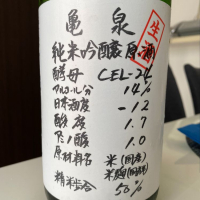 亀泉
生
純米吟醸原酒
酵母 CEL-24
アルコール分 14%
日本酒度 -12
酸度 1.7
アミノ酸 1.0
原材料名 米(国産)
米麹(国産米)
精米歩合 50%